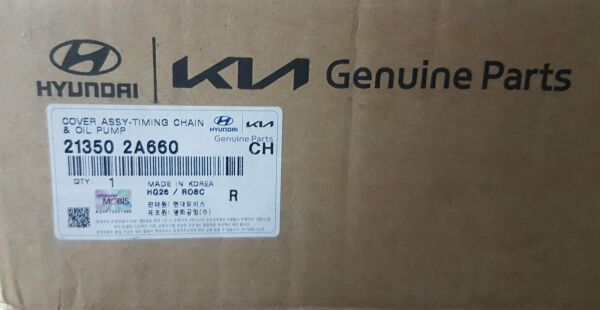 HYUNDAI KIA Genuine Parts
COVER ASSY-TIMING CHAIN
& OIL PUMP
HYUNDAI KIA
Genuine Parts
21350 2A660 CH
QTY: 1
MADE IN KOREA
HG26 / R08C R
MOBIS
판매원: 현대모비스
제조원: 명화공업(주)